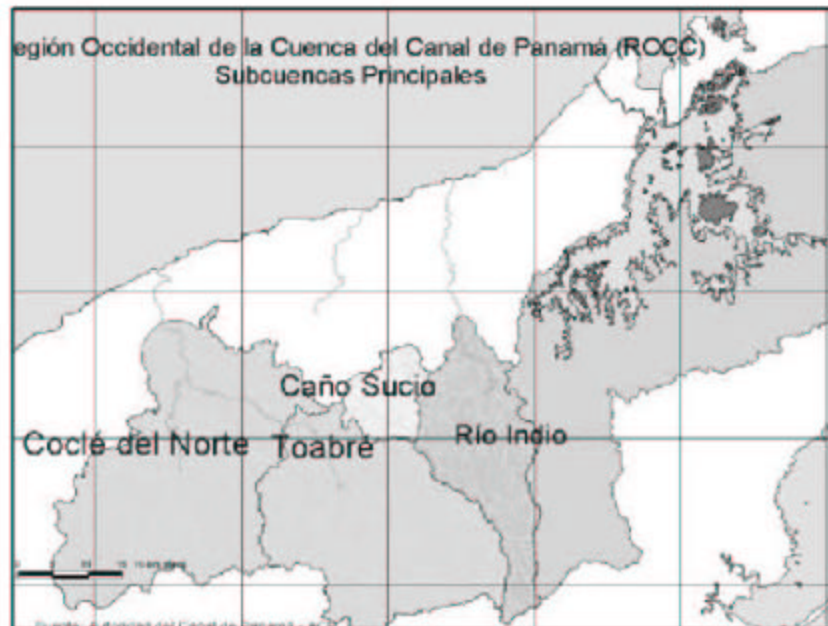 egión Occidental de la Cuenca del Canal de Panamá (ROCC)
Subcuencas Principales
Caño Sucio
Coclé del Norte
Toabré
Río Indio